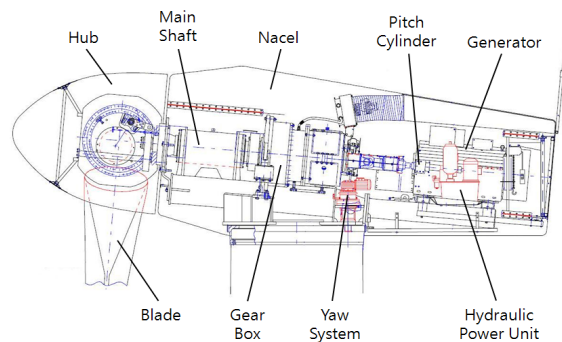 Hub
Main
Shaft
Nacel
Pitch
Cylinder
Generator
Blade
Gear
Box
Yaw
System
Hydraulic
Power Unit